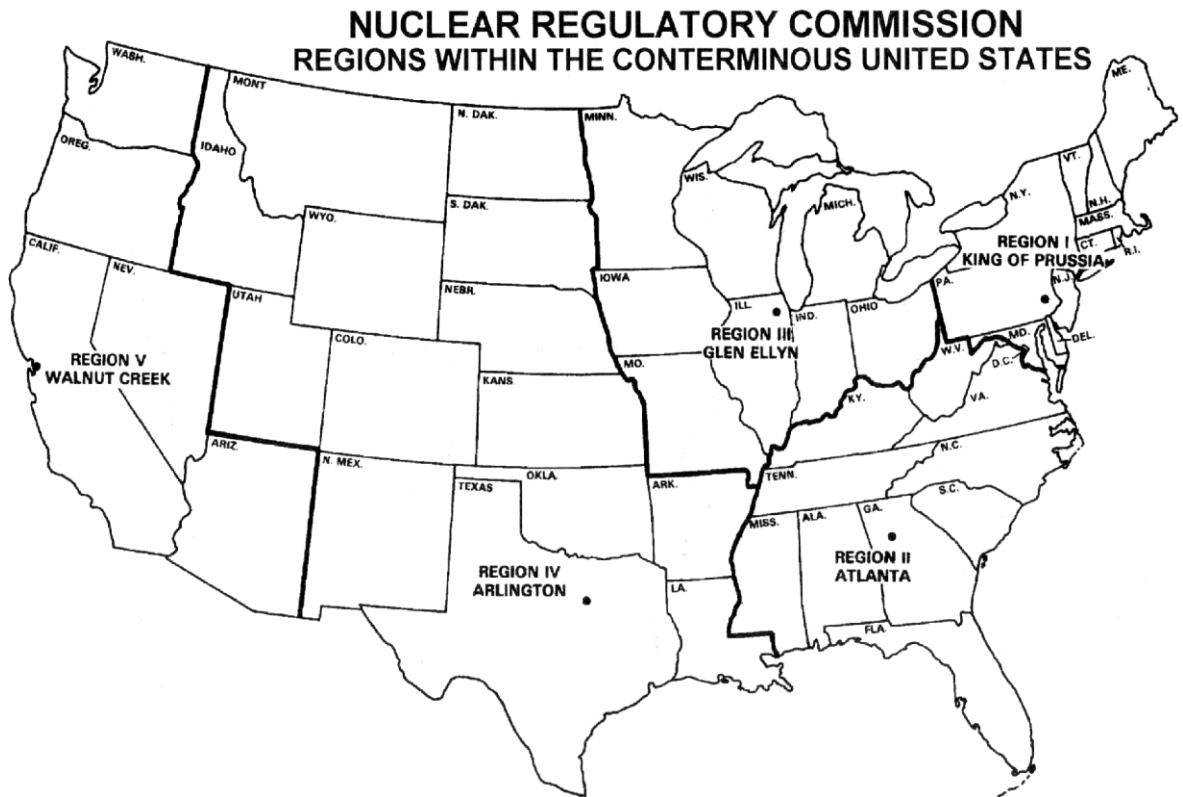 NUCLEAR REGULATORY COMMISSION
REGIONS WITHIN THE CONTERMINOUS UNITED STATES
WASH.
MONT
N. DAK.
MINN.
ME.
OREG.
IDAHO
WIS.
VT.
S. DAK.
MICH.
N.Y.
N.H.
WYO.
MASS.
CALIF.
NEV.
REGION I
CT.
R.I.
KING OF PRUSSIA
IOWA
UTAH
NEBR.
PA.
N.J.
ILL.
IND.
OHIO
REGION III
GLEN ELLYN
COLO.
MD.
DEL.
W.V.
D.C.
REGION V
WALNUT CREEK
MO.
KANS.
KY.
VA.
ARIZ.
N. MEX.
OKLA.
N.C.
TENN.
TEXAS
ARK.
S.C.
MISS.
ALA.
GA.
REGION II
ATLANTA
REGION IV
ARLINGTON
LA.
FLA.